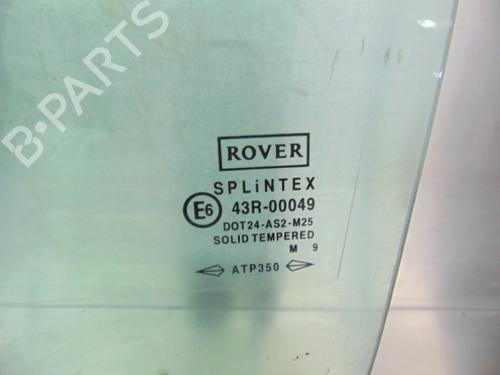 B-PARTS
ROVER
SPLiNTEX
E6 43R-00049
DOT24-AS2-M25
SOLID TEMPERED
M 9
ATP350